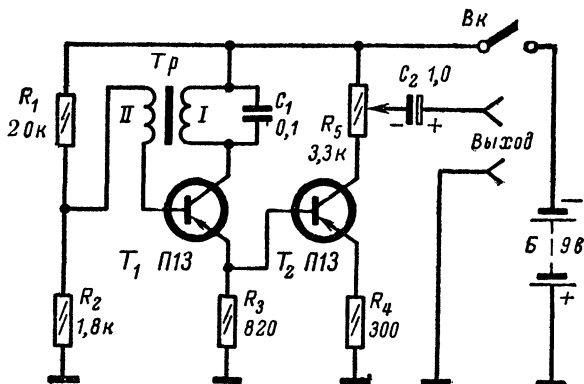 Вк
Тр
R1
20к
II
I
C1
0,1
R5
3,3к
C2 1,0
−
+
Выход
T1 П13
T2 П13
Б 9в
−
+
R2
1,8к
R3
820
R4
300